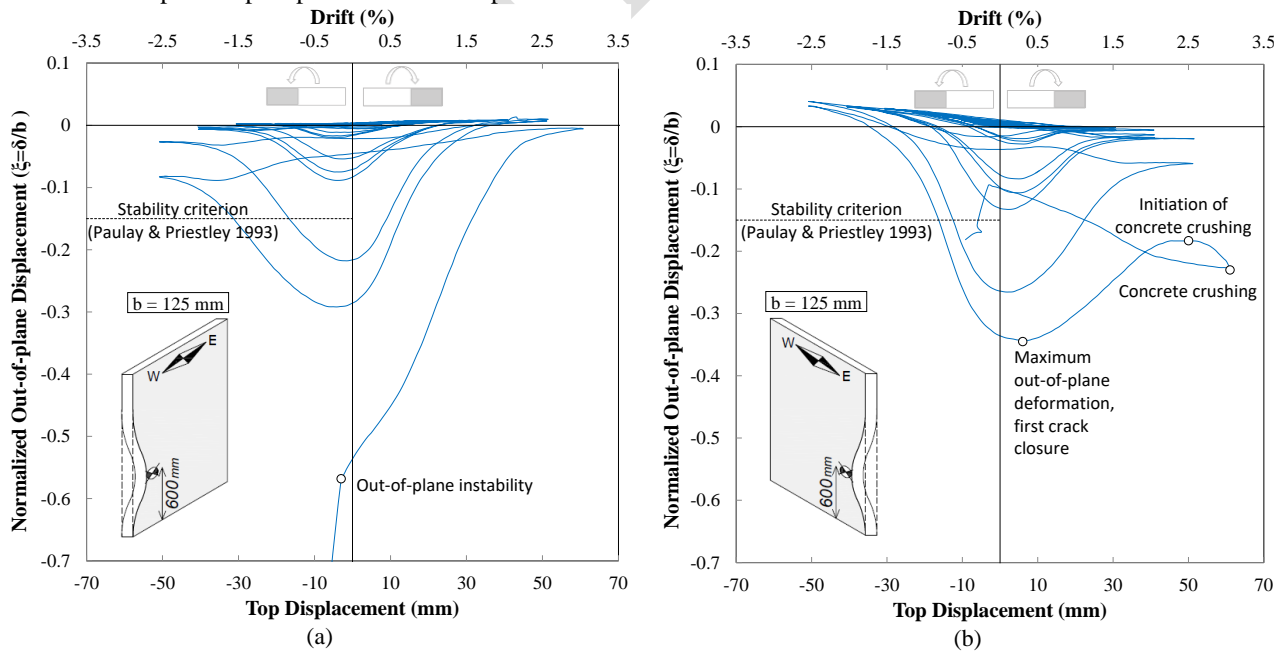 Drift (%)
-3.5 -2.5 -1.5 -0.5 0.5 1.5 2.5 3.5
Normalized Out-of-plane Displacement (ξ=δ/b)
0.1
0
-0.1
-0.2
-0.3
-0.4
-0.5
-0.6
-0.7
Stability criterion
(Paulay & Priestley 1993)
b = 125 mm
E
W
600mm
Out-of-plane instability
-70 -50 -30 -10 10 30 50 70
Top Displacement (mm)
(a)
Drift (%)
-3.5 -2.5 -1.5 -0.5 0.5 1.5 2.5 3.5
Normalized Out-of-plane Displacement (ξ=δ/b)
0.1
0
-0.1
-0.2
-0.3
-0.4
-0.5
-0.6
-0.7
Stability criterion
(Paulay & Priestley 1993)
Initiation of
concrete crushing
Concrete crushing
b = 125 mm
W
E
600mm
Maximum
out-of-plane
deformation,
first crack
closure
-70 -50 -30 -10 10 30 50 70
Top Displacement (mm)
(b)